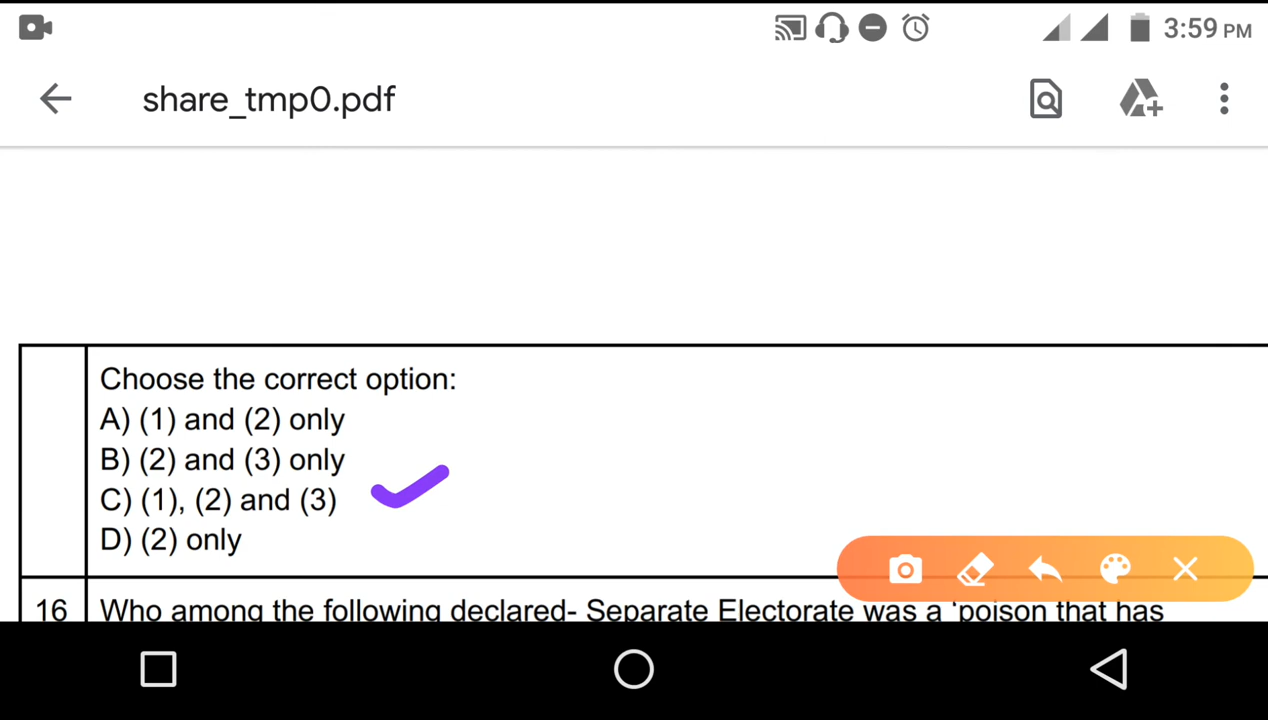 3:59 PM
share_tmp0.pdf
Choose the correct option:
A) (1) and (2) only
B) (2) and (3) only
C) (1), (2) and (3)
D) (2) only
16 Who among the following declared- Separate Electorate was a 'poison that has